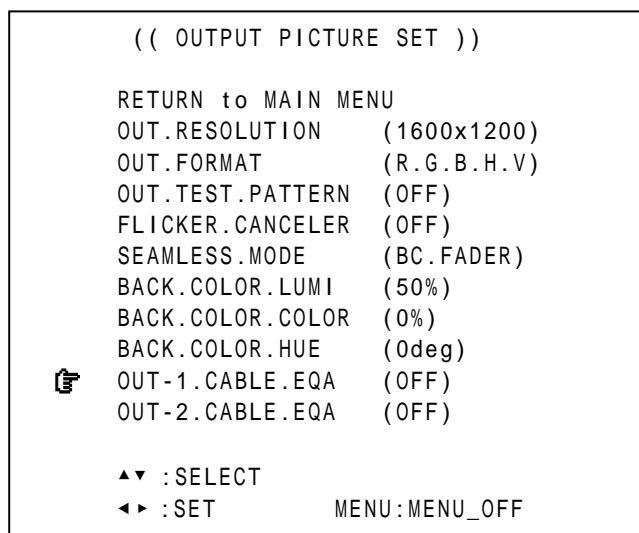 (( OUTPUT PICTURE SET ))
RETURN to MAIN MENU
OUT.RESOLUTION (1600x1200)
OUT.FORMAT (R.G.B.H.V)
OUT.TEST.PATTERN (OFF)
FLICKER.CANCELER (OFF)
SEAMLESS.MODE (BC.FADER)
BACK.COLOR.LUMI (50%)
BACK.COLOR.COLOR (0%)
BACK.COLOR.HUE (0deg)
☞ OUT-1.CABLE.EQA (OFF)
OUT-2.CABLE.EQA (OFF)
▲▼ :SELECT
◄► :SET MENU:MENU_OFF